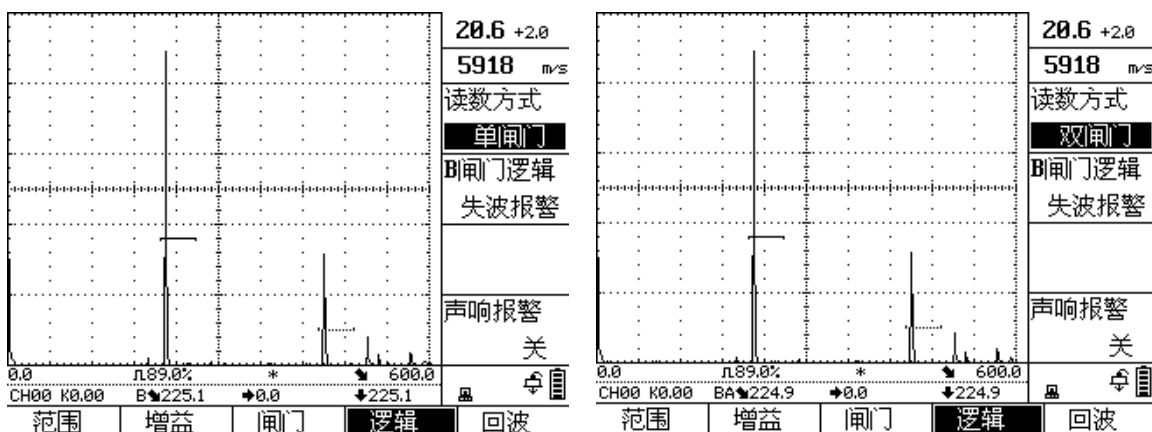 20.6 +2.0
5918 m/s
读数方式
单闸门
B闸门逻辑
失波报警
声响报警
关
0.0 89.0% * 600.0
CH00 K0.00 B225.1 0.0 225.1
范围 增益 闸门 逻辑 回波
20.6 +2.0
5918 m/s
读数方式
双闸门
B闸门逻辑
失波报警
声响报警
关
0.0 89.0% * 600.0
CH00 K0.00 BA224.9 0.0 224.9
范围 增益 闸门 逻辑 回波